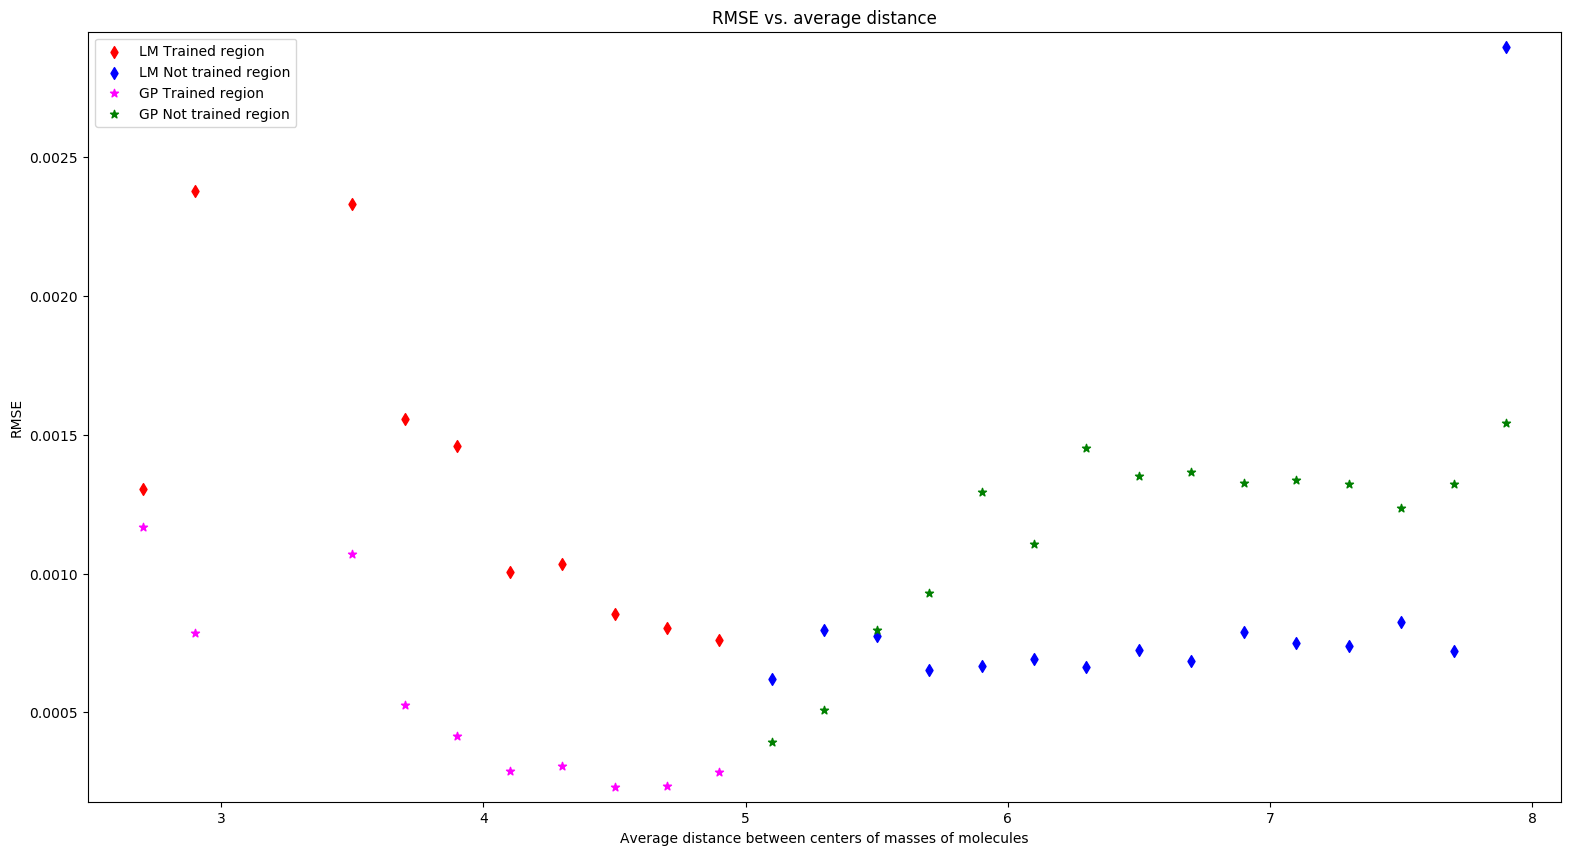 RMSE vs. average distance
LM Trained region
LM Not trained region
GP Trained region
GP Not trained region
RMSE
0.0025
0.0020
0.0015
0.0010
0.0005
3 4 5 6 7 8
Average distance between centers of masses of molecules